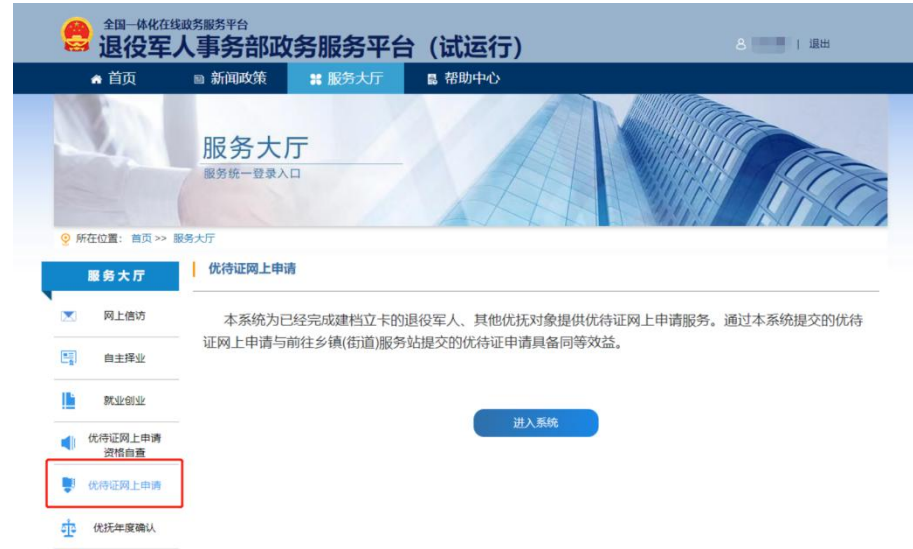 全国一体化在线政务服务平台
退役军人事务部政务服务平台（试运行）
| 退出
首页 新闻政策 服务大厅 帮助中心
服务大厅
服务统一登录入口
所在位置： 首页 >> 服务大厅
服务大厅
网上信访
自主择业
就业创业
优待证网上申请
资格自查
优待证网上申请
优抚年度确认
优待证网上申请
本系统为已经完成建档立卡的退役军人、其他优抚对象提供优待证网上申请服务。通过本系统提交的优待
证网上申请与前往乡镇(街道)服务站提交的优待证申请具备同等效益。
进入系统